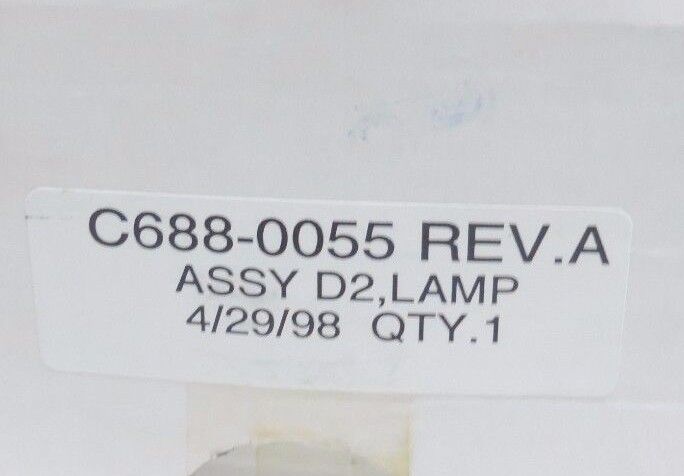 C688-0055 REV.A
ASSY D2,LAMP
4/29/98 QTY.1